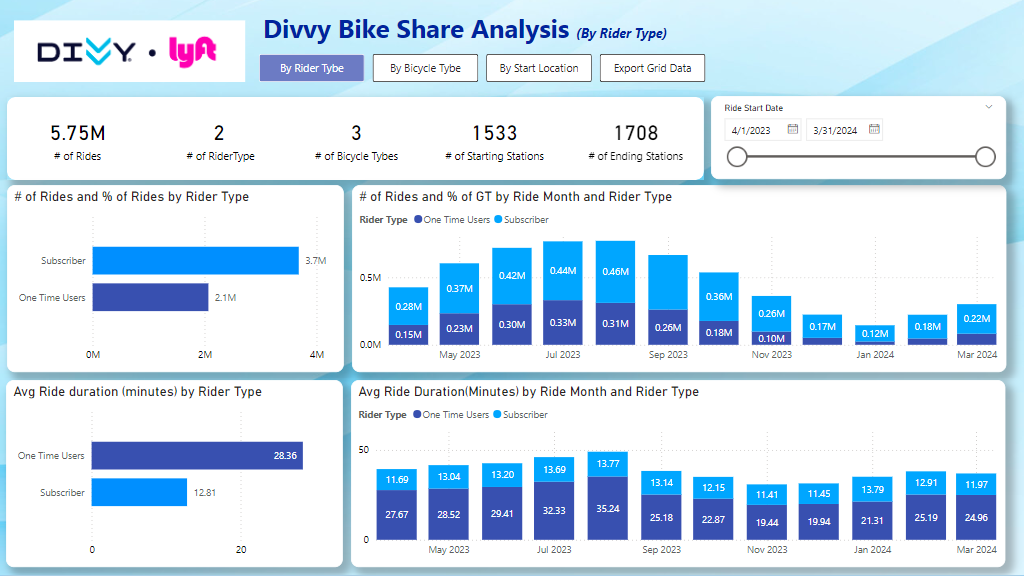 DIVVY • lyft
Divvy Bike Share Analysis (By Rider Type)
By Rider Tybe
By Bicycle Tybe
By Start Location
Export Grid Data
5.75M
# of Rides
2
# of RiderType
3
# of Bicycle Tybes
1533
# of Starting Stations
1708
# of Ending Stations
Ride Start Date
4/1/2023
3/31/2024
# of Rides and % of Rides by Rider Type
Subscriber
3.7M
One Time Users
2.1M
0M 2M 4M
# of Rides and % of GT by Ride Month and Rider Type
Rider Type One Time Users Subscriber
0.5M
0.0M
0.28M 0.37M 0.42M 0.44M 0.46M 0.36M 0.26M 0.17M 0.12M 0.18M 0.22M
0.15M 0.23M 0.30M 0.33M 0.31M 0.26M 0.18M 0.10M
May 2023 Jul 2023 Sep 2023 Nov 2023 Jan 2024 Mar 2024
Avg Ride duration (minutes) by Rider Type
One Time Users
28.36
Subscriber
12.81
0 20
Avg Ride Duration(Minutes) by Ride Month and Rider Type
Rider Type One Time Users Subscriber
50
0
11.69 13.04 13.20 13.69 13.77 13.14 12.15 11.41 11.45 13.79 12.91 11.97
27.67 28.52 29.41 32.33 35.24 25.18 22.87 19.44 19.94 21.31 25.19 24.96
May 2023 Jul 2023 Sep 2023 Nov 2023 Jan 2024 Mar 2024